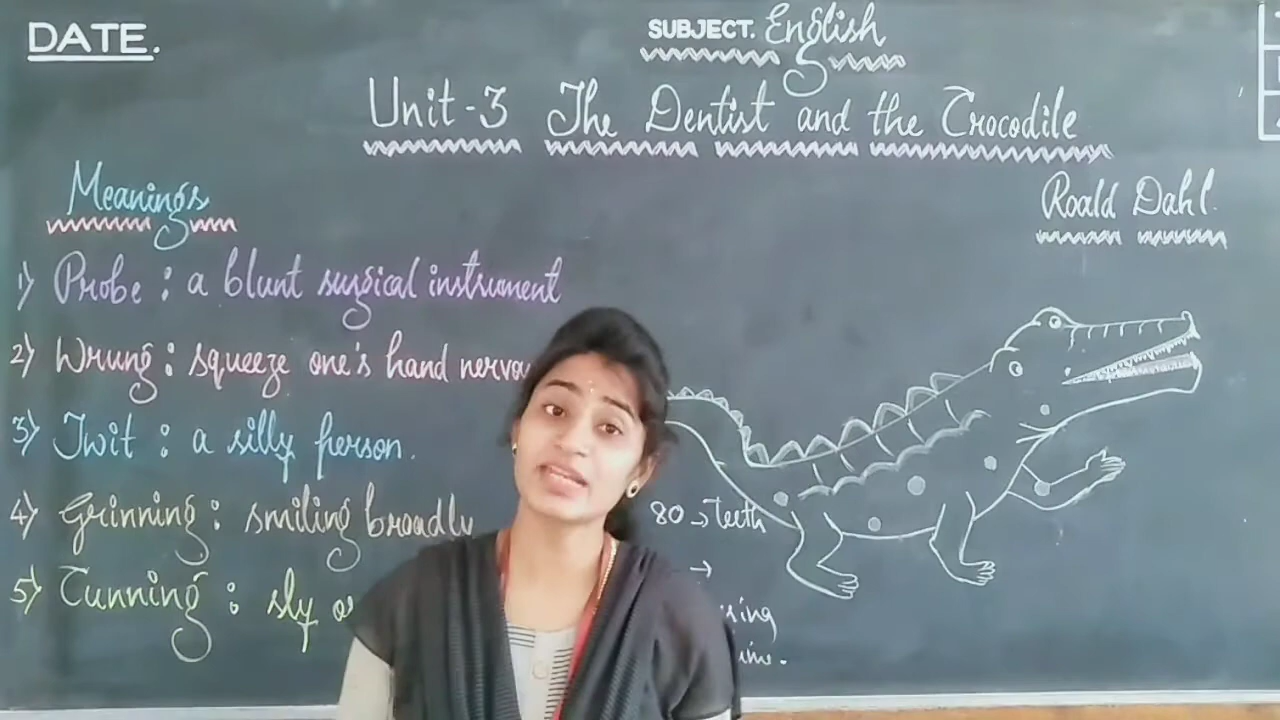 DATE.
SUBJECT. English
Unit-3 The Dentist and the Crocodile
Roald Dahl.
Meanings
1) Probe : a blunt surgical instrument
2) Wrung : squeeze one's hand
3) Twit : a silly person.
4) Grinning : smiling broadly
5) Cunning : sly
80 → Teeth
→